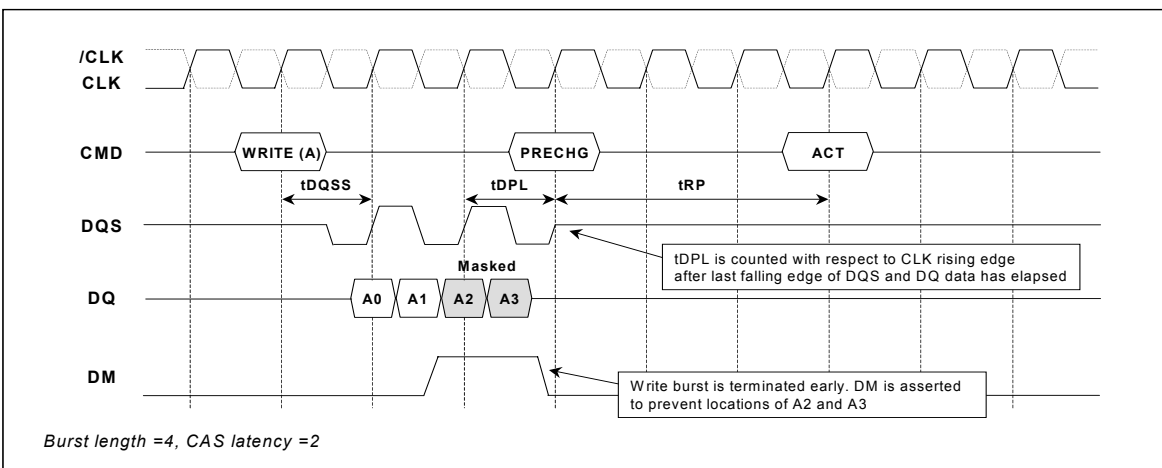 /CLK
CLK
CMD
WRITE (A)
PRECHG
ACT
tDQSS
tDPL
tRP
DQS
tDPL is counted with respect to CLK rising edge
after last falling edge of DQS and DQ data has elapsed
Masked
DQ
A0
A1
A2
A3
DM
Write burst is terminated early. DM is asserted
to prevent locations of A2 and A3
Burst length =4, CAS latency =2